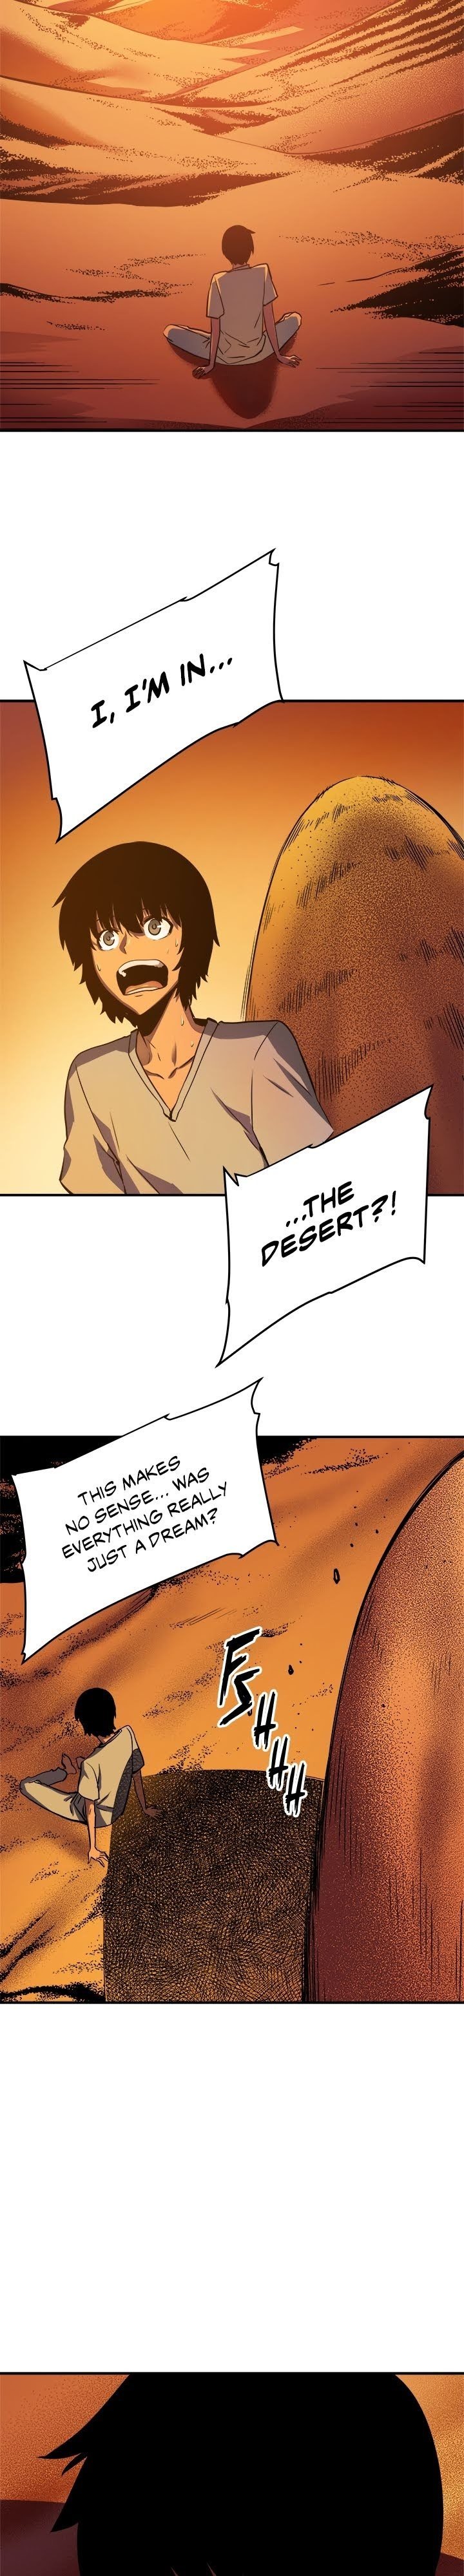 I, I'M IN...
...THE
DESERT?!
THIS MAKES
NO SENSE... WAS
EVERYTHING REALLY
JUST A DREAM?
FSHHH